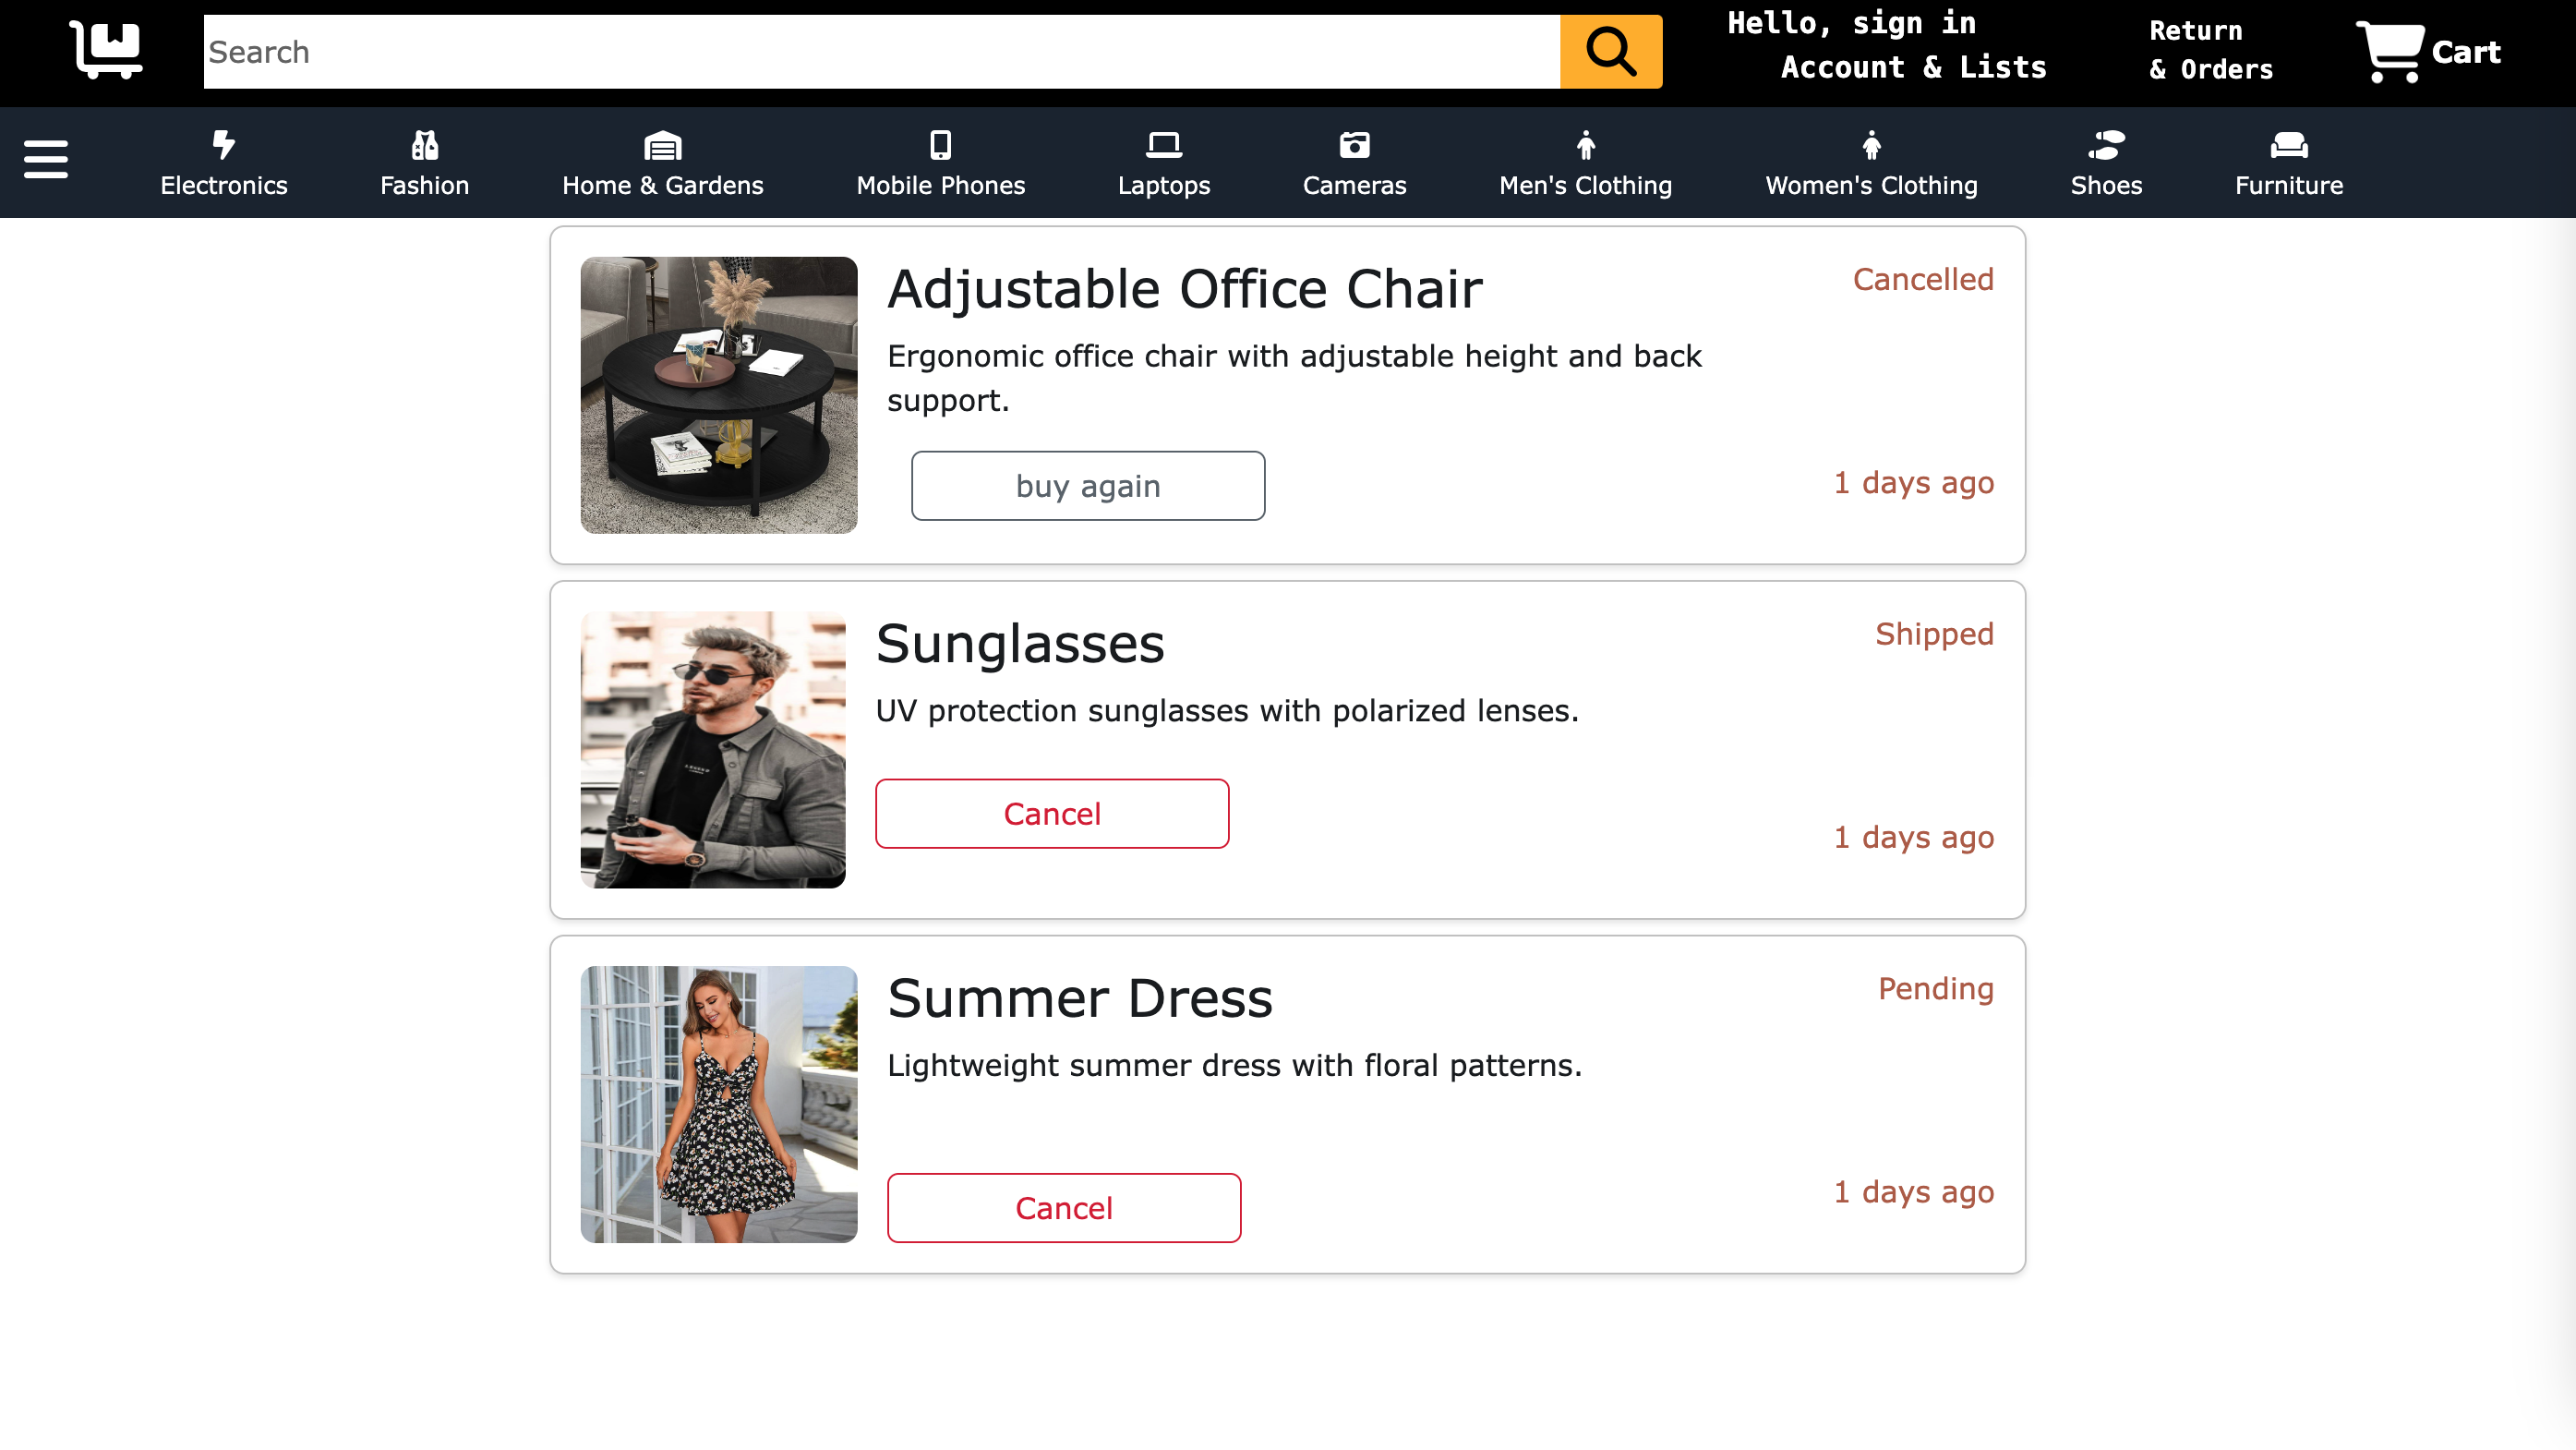 Search
Hello, sign in
Account & Lists
Return
& Orders
Cart
Electronics
Fashion
Home & Gardens
Mobile Phones
Laptops
Cameras
Men's Clothing
Women's Clothing
Shoes
Furniture
Adjustable Office Chair
Cancelled
Ergonomic office chair with adjustable height and back
support.
buy again
1 days ago
Sunglasses
Shipped
UV protection sunglasses with polarized lenses.
Cancel
1 days ago
Summer Dress
Pending
Lightweight summer dress with floral patterns.
Cancel
1 days ago